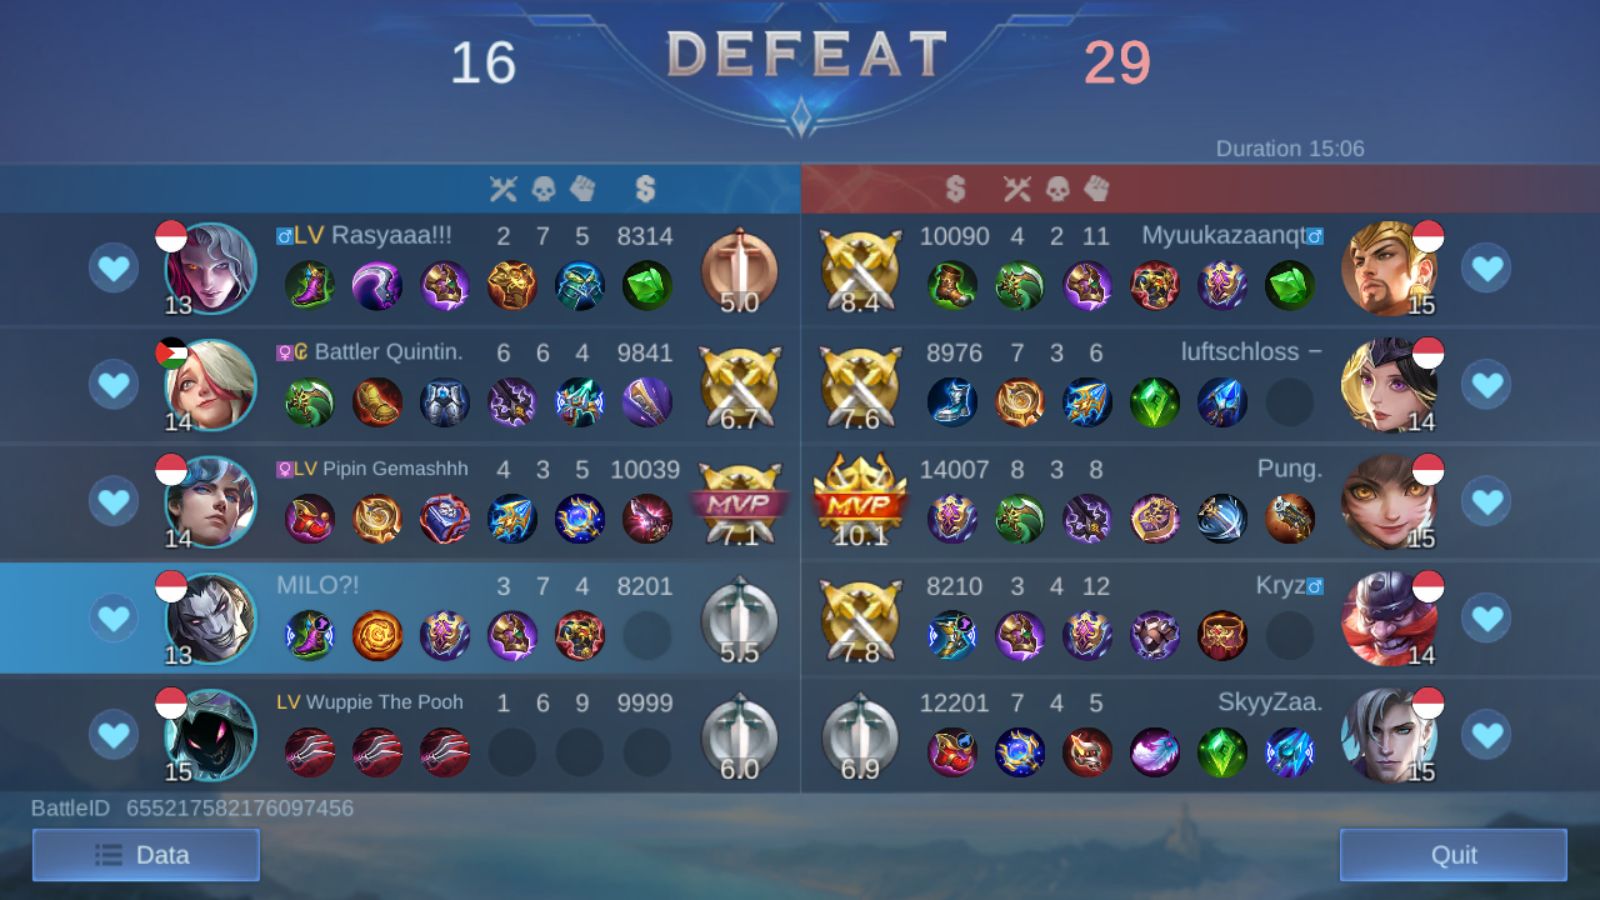 16 DEFEAT 29
Duration 15:06
LV Rasyaaa!!! 2 7 5 8314
13 5.0
8.4 10090 4 2 11 Myuukazaanqt
15
Battler Quintin. 6 6 4 9841
14 6.7
7.6 8976 7 3 6 luftschloss –
14
LV Pipin Gemashhh 4 3 5 10039
14 MVP 7.1
MVP 10.1 14007 8 3 8 Pung.
15
MILO?! 3 7 4 8201
13 5.5
7.8 8210 3 4 12 Kryz
14
LV Wuppie The Pooh 1 6 9 9999
15 6.0
6.9 12201 7 4 5 SkyyZaa.
15
BattleID 655217582176097456
Data
Quit